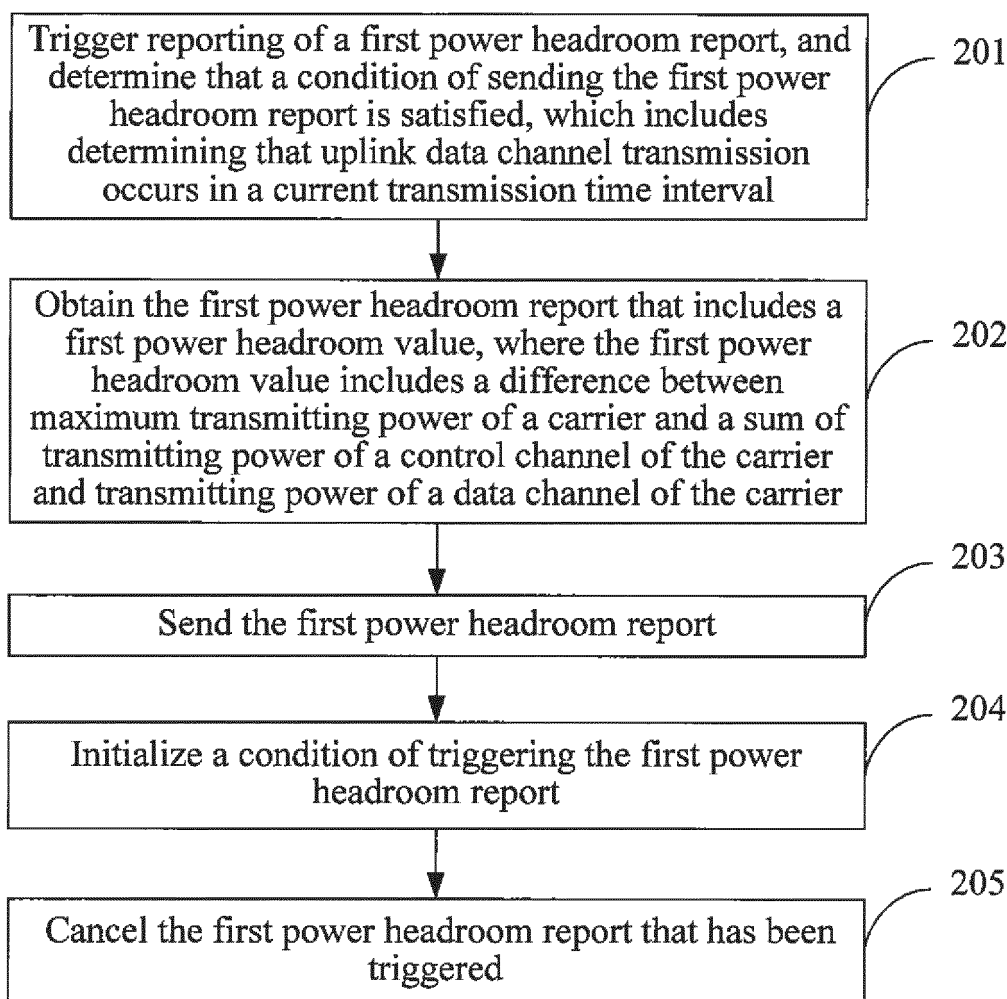 Trigger reporting of a first power headroom report, and
determine that a condition of sending the first power
headroom report is satisfied, which includes
determining that uplink data channel transmission
occurs in a current transmission time interval
201
Obtain the first power headroom report that includes a
first power headroom value, where the first power
headroom value includes a difference between
maximum transmitting power of a carrier and a sum of
transmitting power of a control channel of the carrier
and transmitting power of a data channel of the carrier
202
Send the first power headroom report
203
Initialize a condition of triggering the first power
headroom report
204
Cancel the first power headroom report that has been
triggered
205